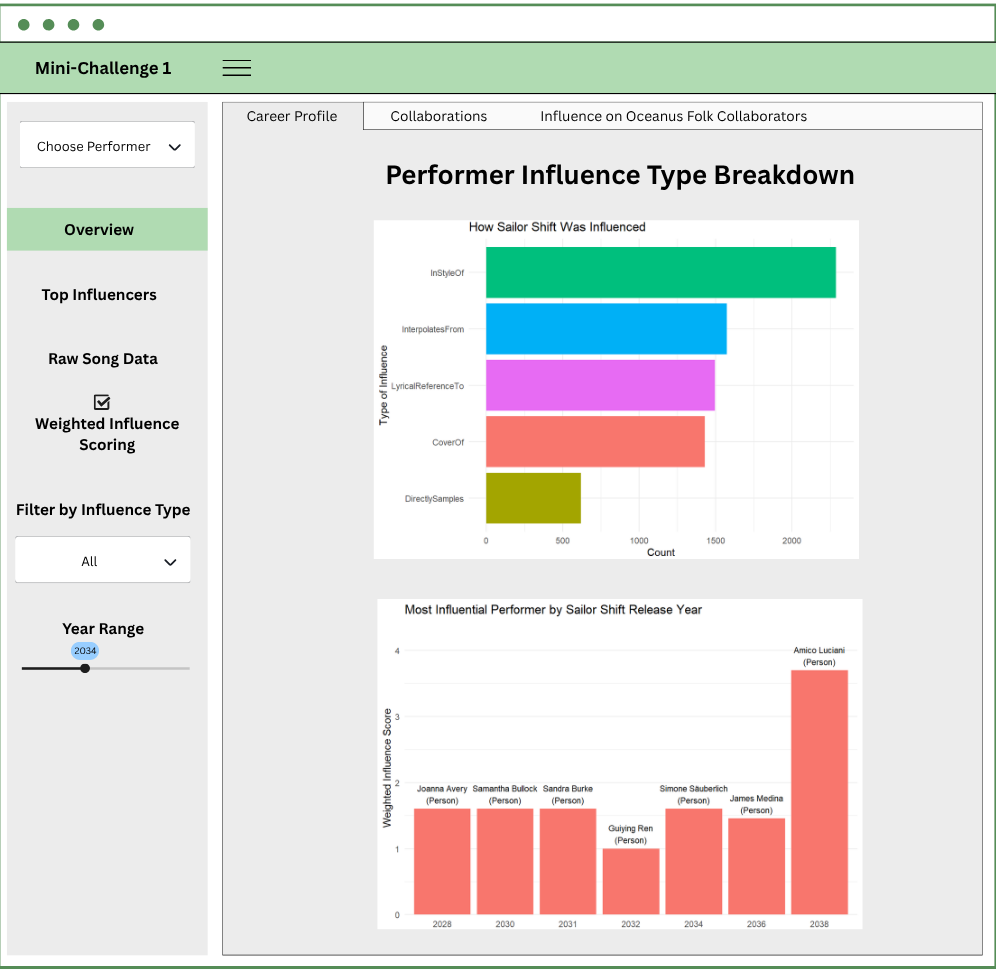 Mini-Challenge 1
Choose Performer
Overview
Top Influencers
Raw Song Data
Weighted Influence
Scoring
Filter by Influence Type
All
Year Range
2034
Career Profile
Collaborations
Influence on Oceanus Folk Collaborators
Performer Influence Type Breakdown
How Sailor Shift Was Influenced
Type of Influence
InStyleOf
InterpolatesFrom
LyricalReferenceTo
CoverOf
DirectlySamples
0 500 1000 1500 2000
Count
Most Influential Performer by Sailor Shift Release Year
Weighted Influence Score
4
3
2
1
0
Joanna Avery
(Person)
Samantha Bullock
(Person)
Sandra Burke
(Person)
Guiying Ren
(Person)
Simone Säuberlich
(Person)
James Medina
(Person)
Amico Luciani
(Person)
2028 2030 2031 2032 2034 2036 2038